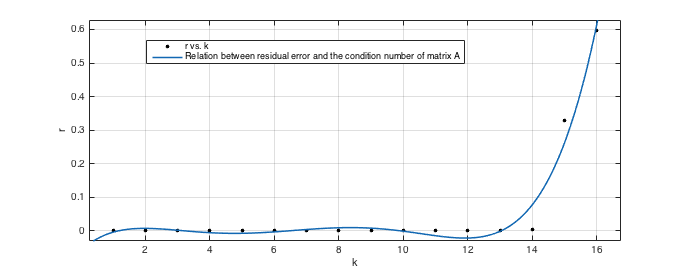 r vs. k
Relation between residual error and the condition number of matrix A
0.6
0.5
0.4
0.3
0.2
0.1
0
r
2 4 6 8 10 12 14 16
k